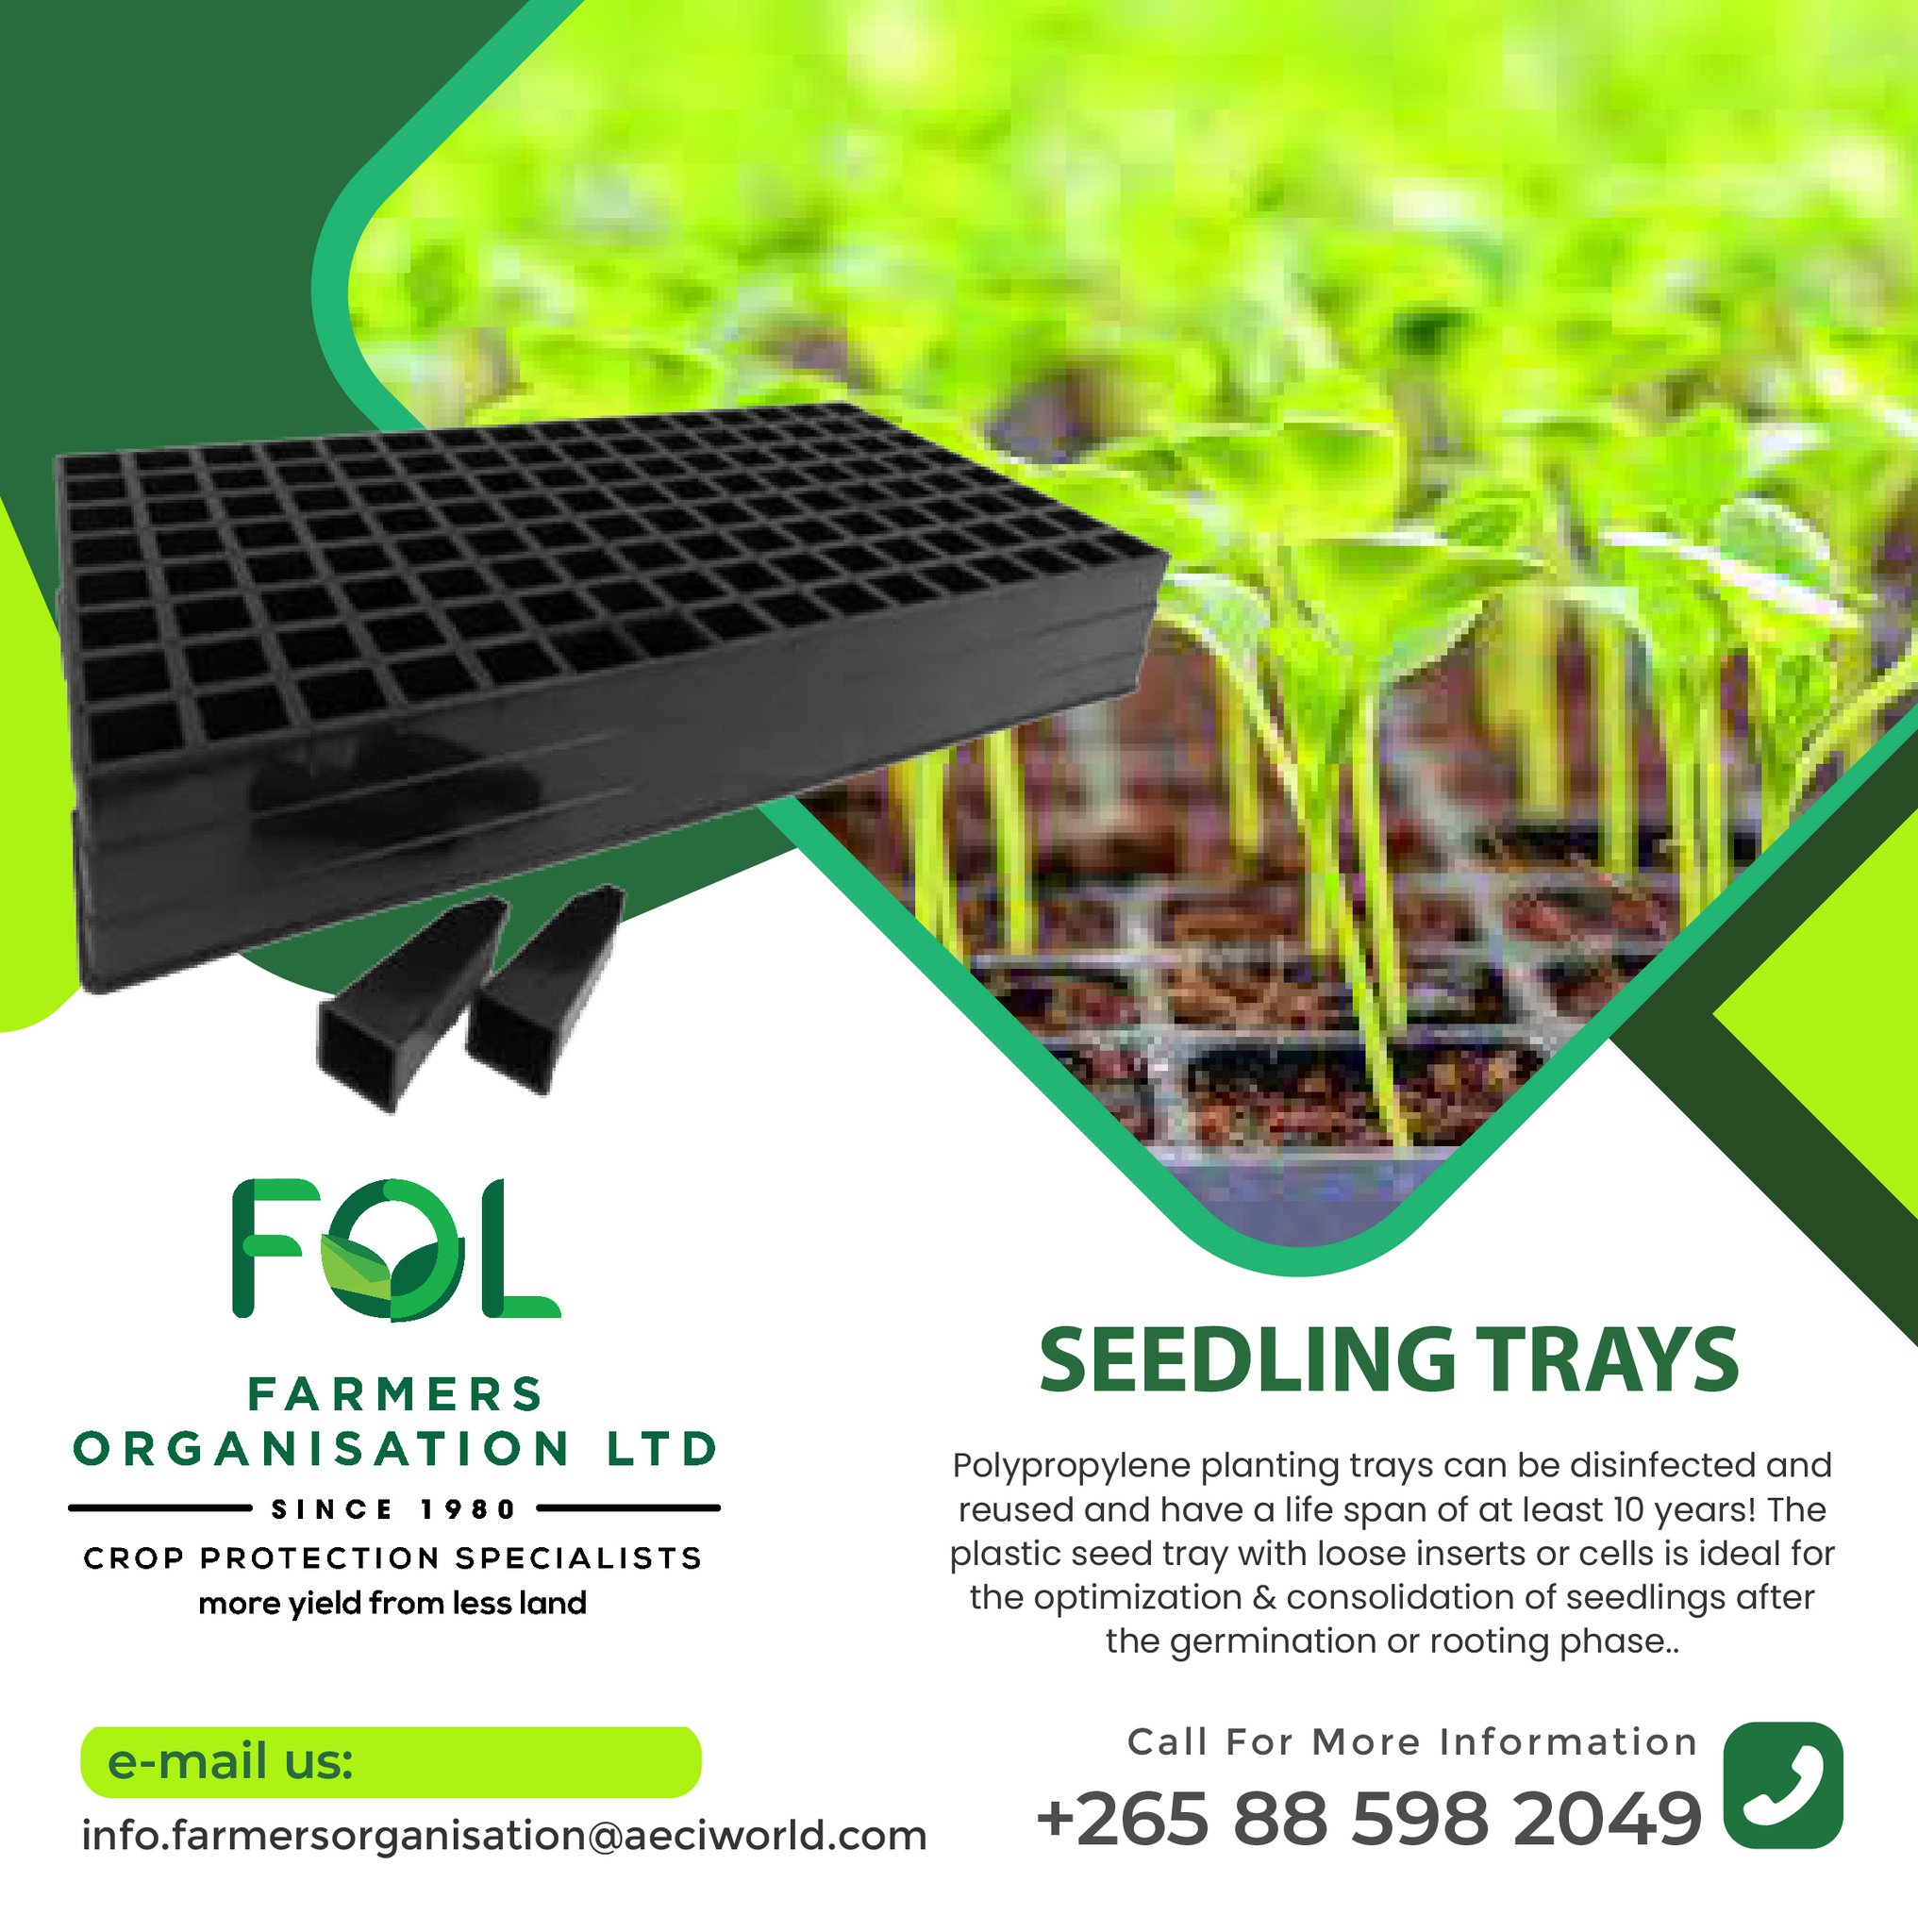 FOL
FARMERS
ORGANISATION LTD
SINCE 1980
CROP PROTECTION SPECIALISTS
more yield from less land
SEEDLING TRAYS
Polypropylene planting trays can be disinfected and
reused and have a life span of at least 10 years! The
plastic seed tray with loose inserts or cells is ideal for
the optimization & consolidation of seedlings after
the germination or rooting phase..
e-mail us:
info.farmersorganisation@aeciworld.com
Call For More Information
+265 88 598 2049